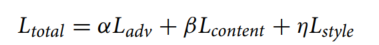 L_total = αL_adv + βL_content + ηL_style